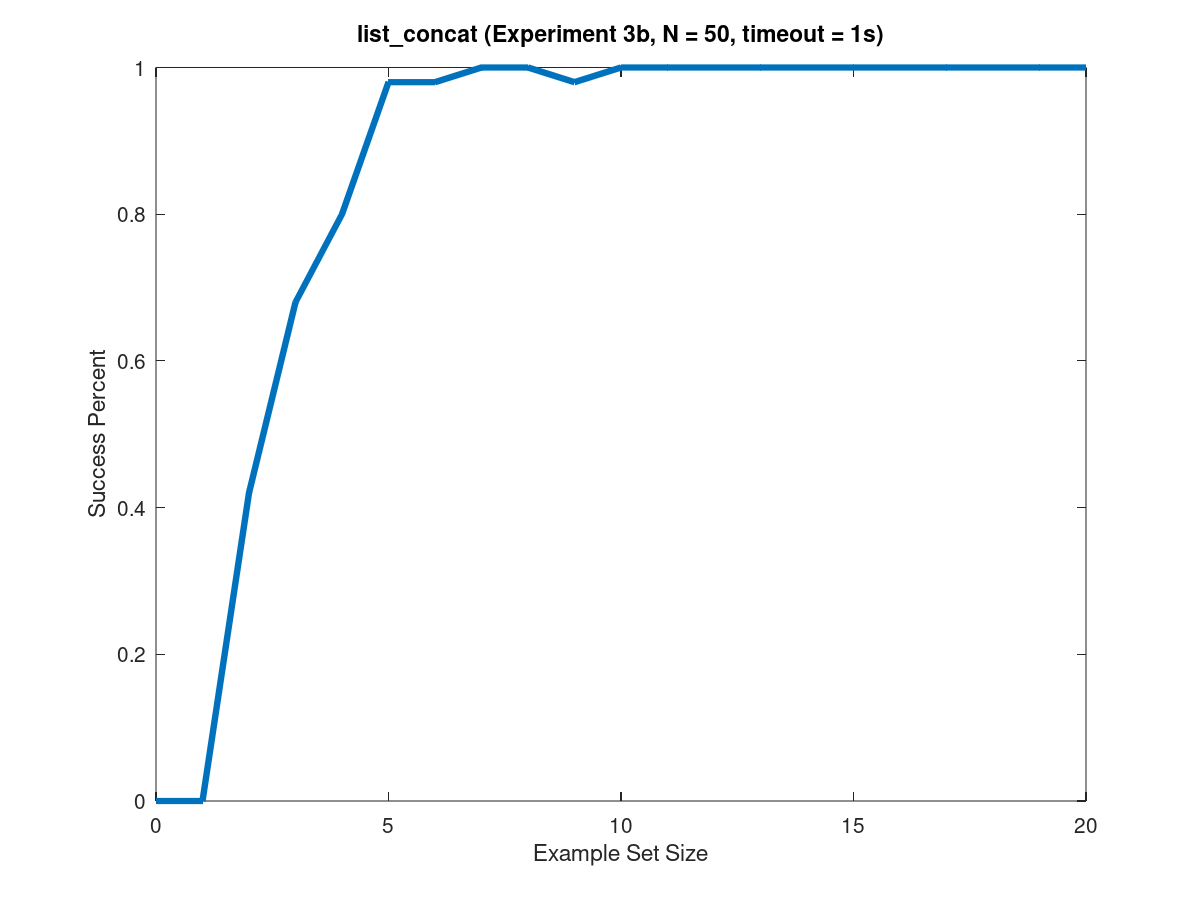 list_concat (Experiment 3b, N = 50, timeout = 1s)
1
0.8
0.6
0.4
0.2
0
Success Percent
0 5 10 15 20
Example Set Size